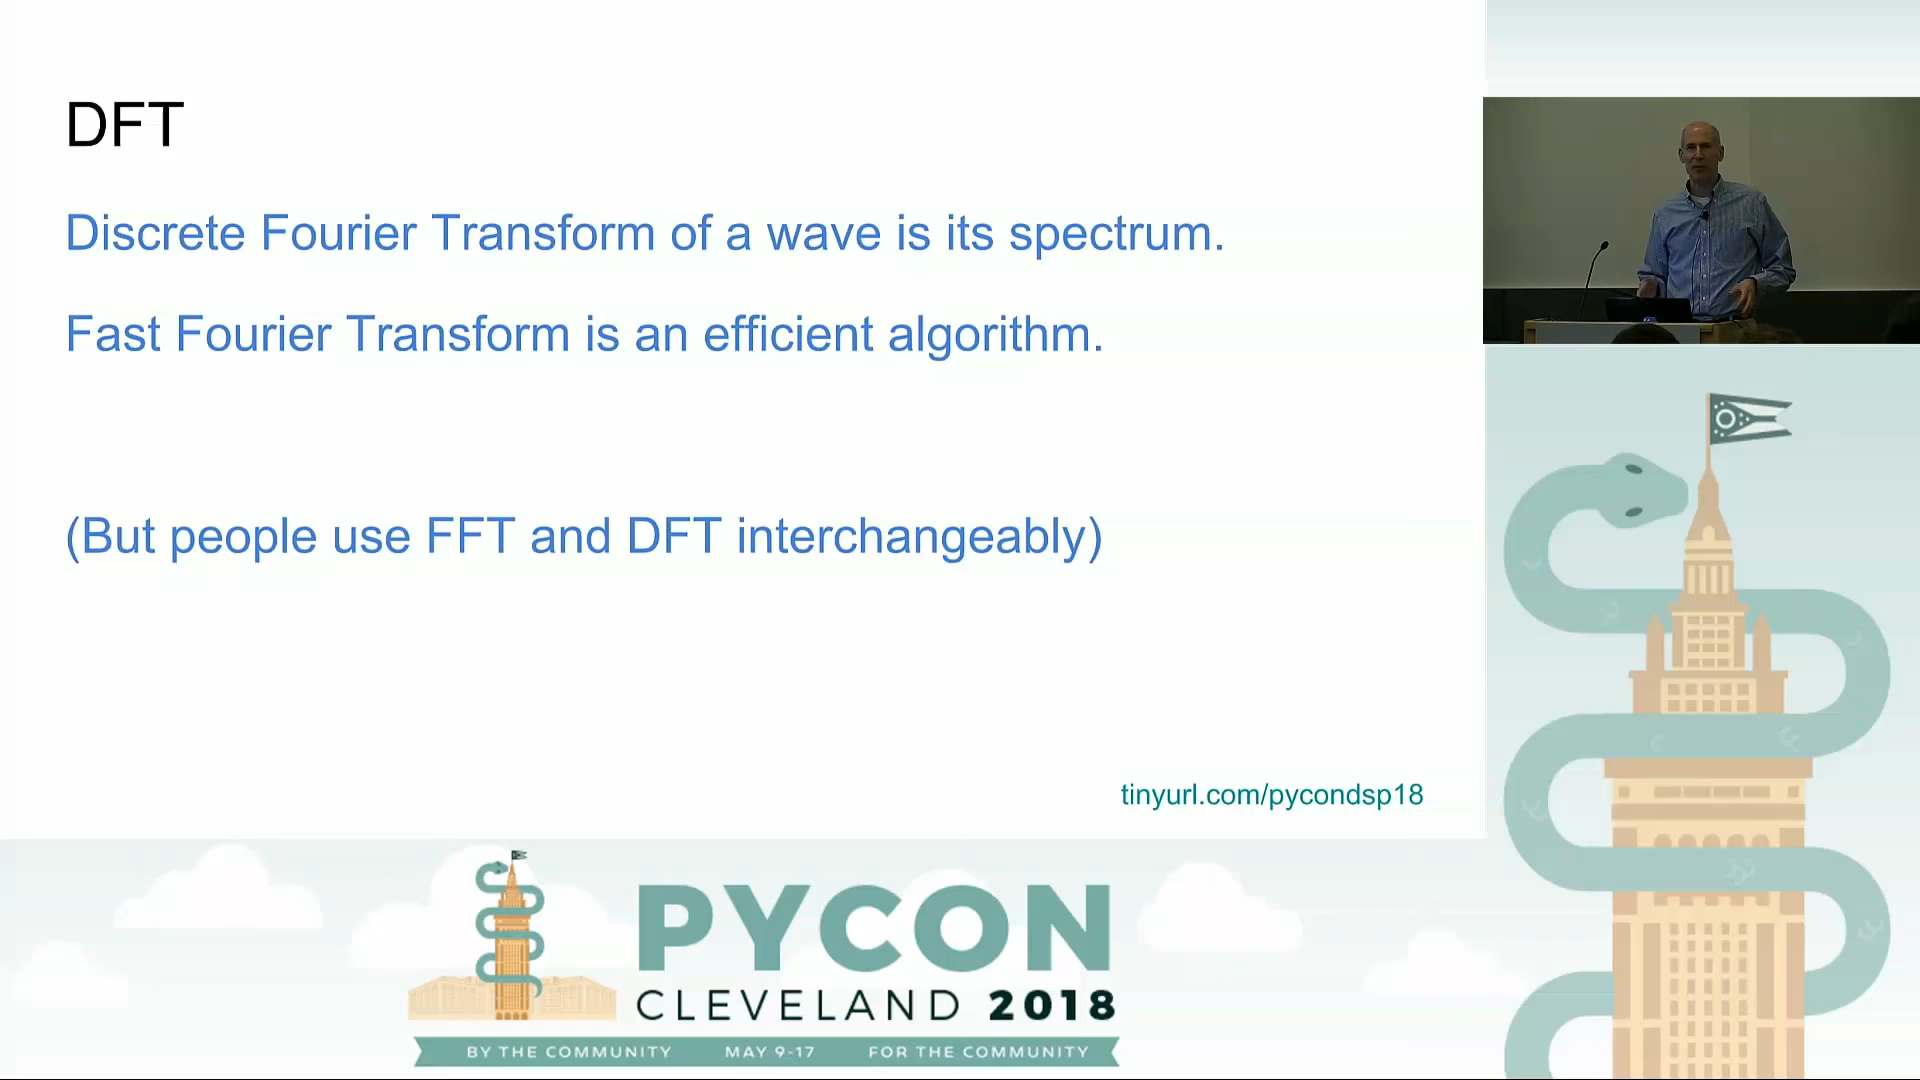 DFT
Discrete Fourier Transform of a wave is its spectrum.
Fast Fourier Transform is an efficient algorithm.
(But people use FFT and DFT interchangeably)
tinyurl.com/pycondsp18
PYCON
CLEVELAND 2018
BY THE COMMUNITY MAY 9-17 FOR THE COMMUNITY